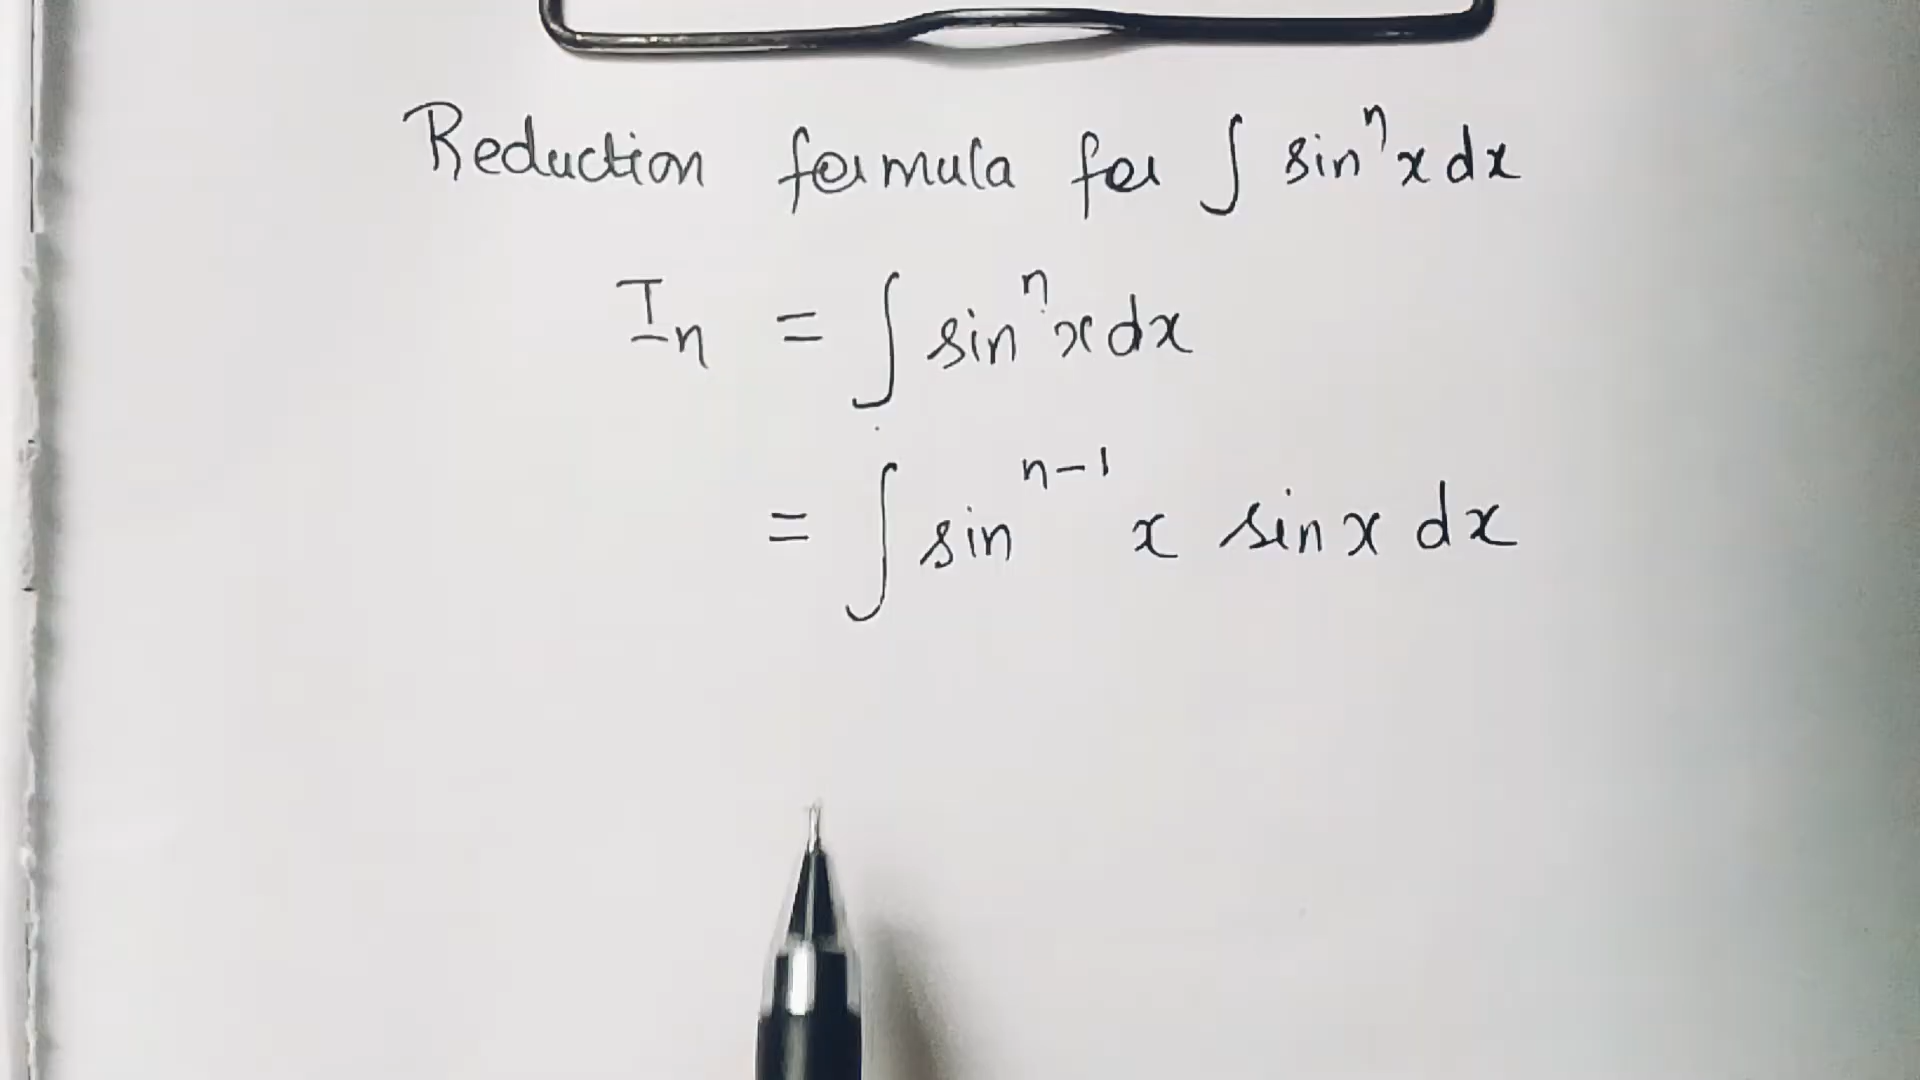 Reduction formula for ∫ sinⁿx dx
Iₙ = ∫ sinⁿx dx
= ∫ sinⁿ⁻¹ x sin x dx